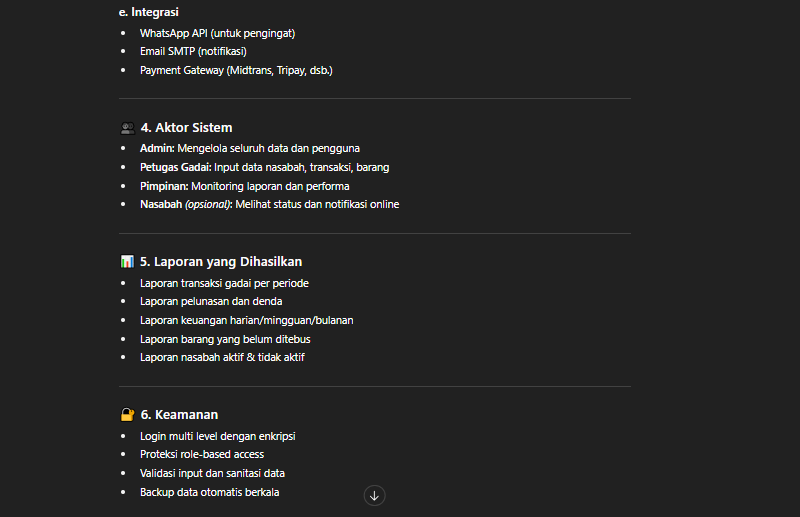 e. Integrasi
• WhatsApp API (untuk pengingat)
• Email SMTP (notifikasi)
• Payment Gateway (Midtrans, Tripay, dsb.)
4. Aktor Sistem
• Admin: Mengelola seluruh data dan pengguna
• Petugas Gadai: Input data nasabah, transaksi, barang
• Pimpinan: Monitoring laporan dan performa
• Nasabah (opsional): Melihat status dan notifikasi online
5. Laporan yang Dihasilkan
• Laporan transaksi gadai per periode
• Laporan pelunasan dan denda
• Laporan keuangan harian/mingguan/bulanan
• Laporan barang yang belum ditebus
• Laporan nasabah aktif & tidak aktif
6. Keamanan
• Login multi level dengan enkripsi
• Proteksi role-based access
• Validasi input dan sanitasi data
• Backup data otomatis berkala